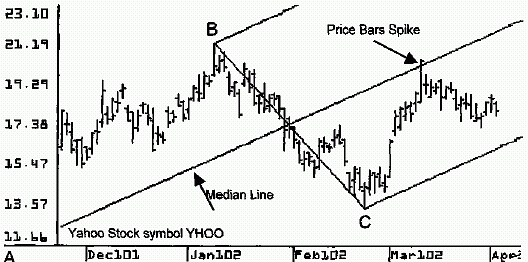 23.10
B
21.19
Price Bars Spike
19.29
17.38
15.47
Median Line
13.57
C
Yahoo Stock symbol YHOO
11.66
A
Dec101 Jan102 Feb102 Mar102 Apr